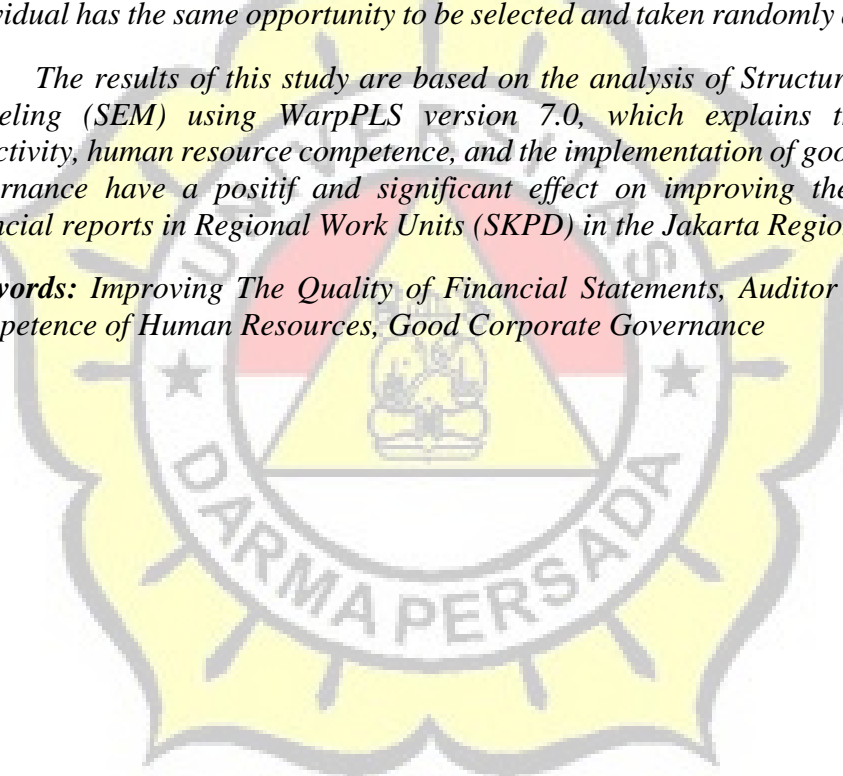 vidual has the same opportunity to be selected and taken randomly
The results of this study are based on the analysis of Structur
eling (SEM) using WarpPLS version 7.0, which explains t
ctivity, human resource competence, and the implementation of goo
rnance have a positif and significant effect on improving the
ncial reports in Regional Work Units (SKPD) in the Jakarta Regio
words: Improving The Quality of Financial Statements, Auditor
petence of Human Resources, Good Corporate Governance
UNIVERSITAS
DARMA PERSADA